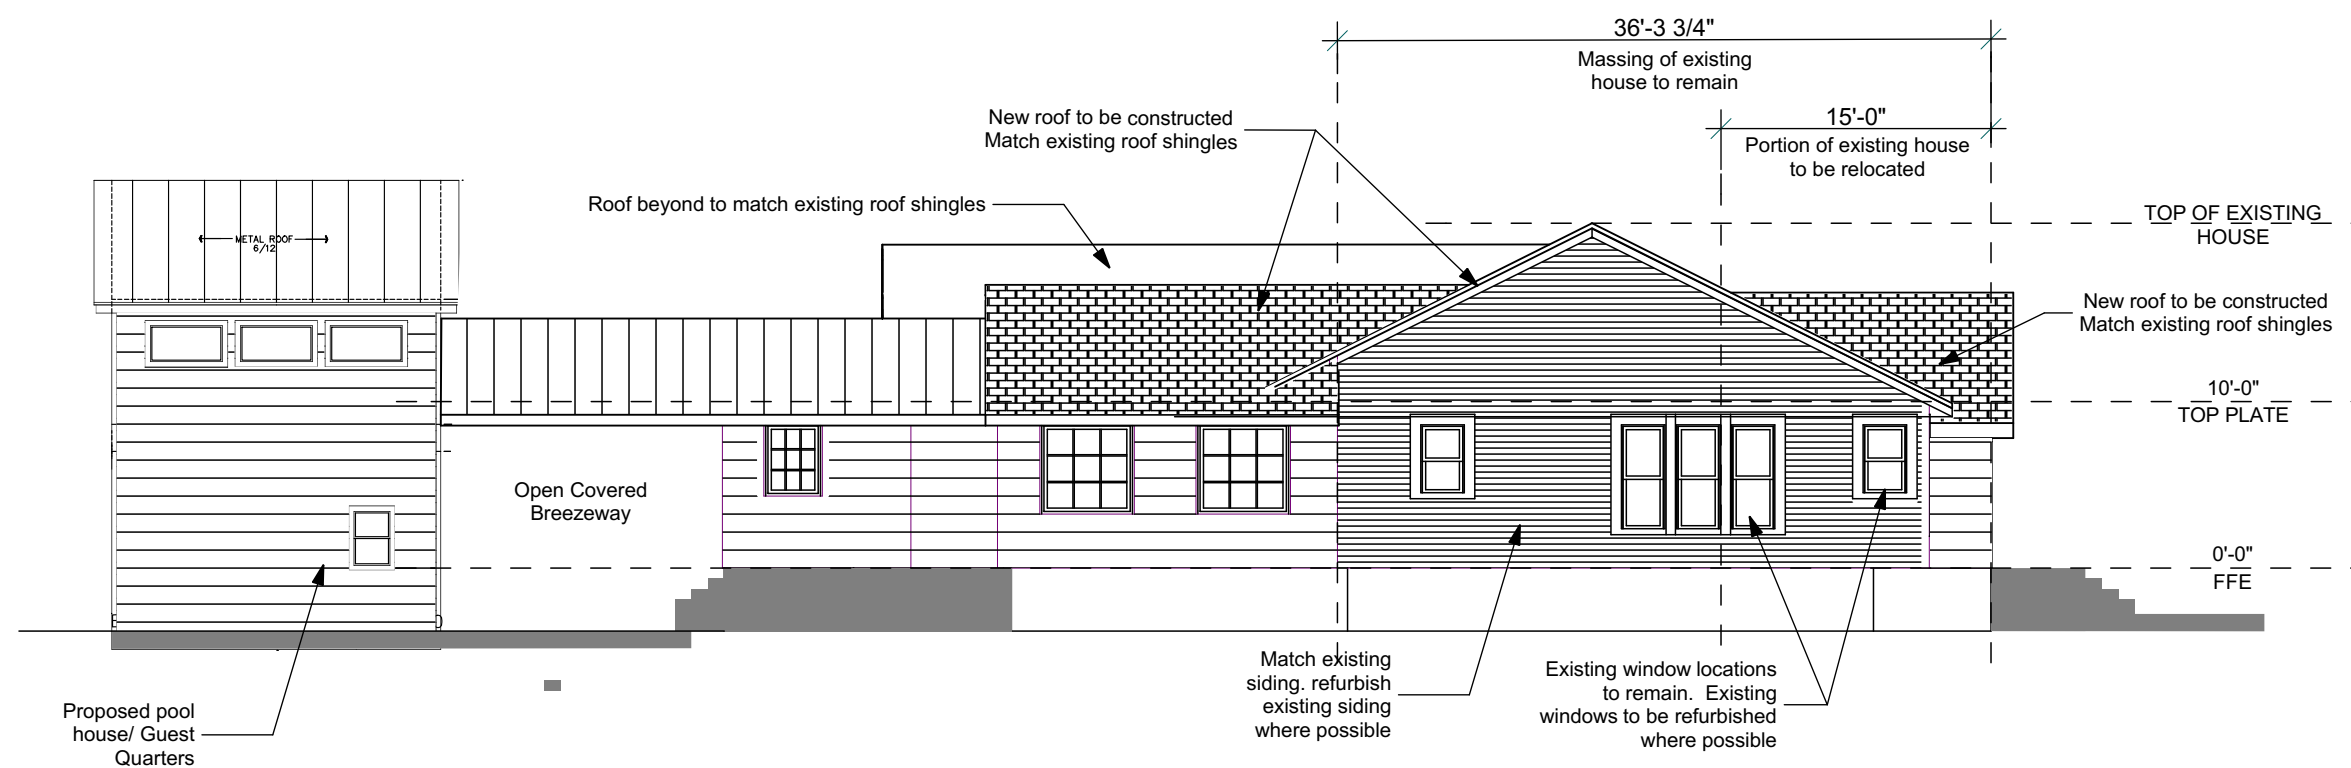 36'-3 3/4"
Massing of existing
house to remain
New roof to be constructed
Match existing roof shingles
15'-0"
Portion of existing house
to be relocated
Roof beyond to match existing roof shingles
TOP OF EXISTING
HOUSE
METAL ROOF
6/12
New roof to be constructed
Match existing roof shingles
10'-0"
TOP PLATE
Open Covered
Breezeway
0'-0"
FFE
Match existing
siding. refurbish
existing siding
where possible
Existing window locations
to remain.  Existing
windows to be refurbished
where possible
Proposed pool
house/ Guest
Quarters